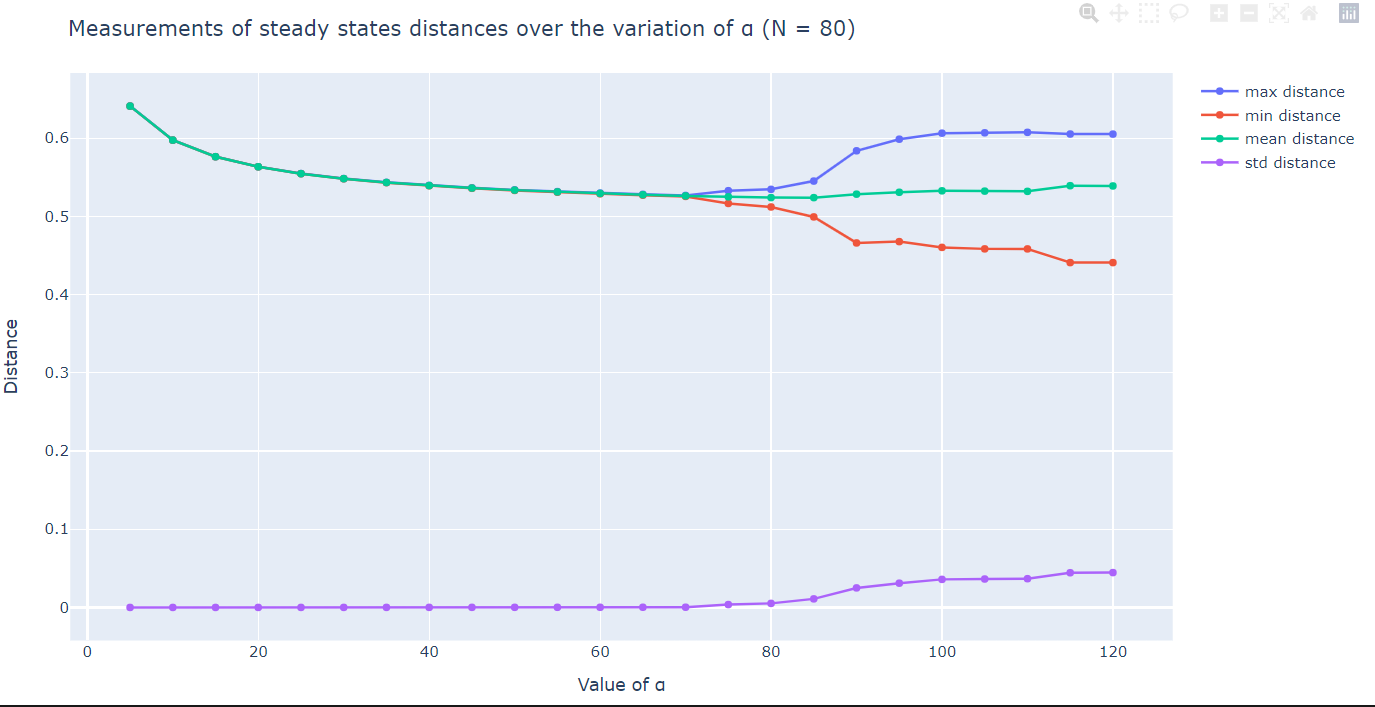 Measurements of steady states distances over the variation of α (N = 80)
max distance
min distance
mean distance
std distance
0.6
0.5
0.4
0.3
0.2
0.1
0
Distance
0
20
40
60
80
100
120
Value of α